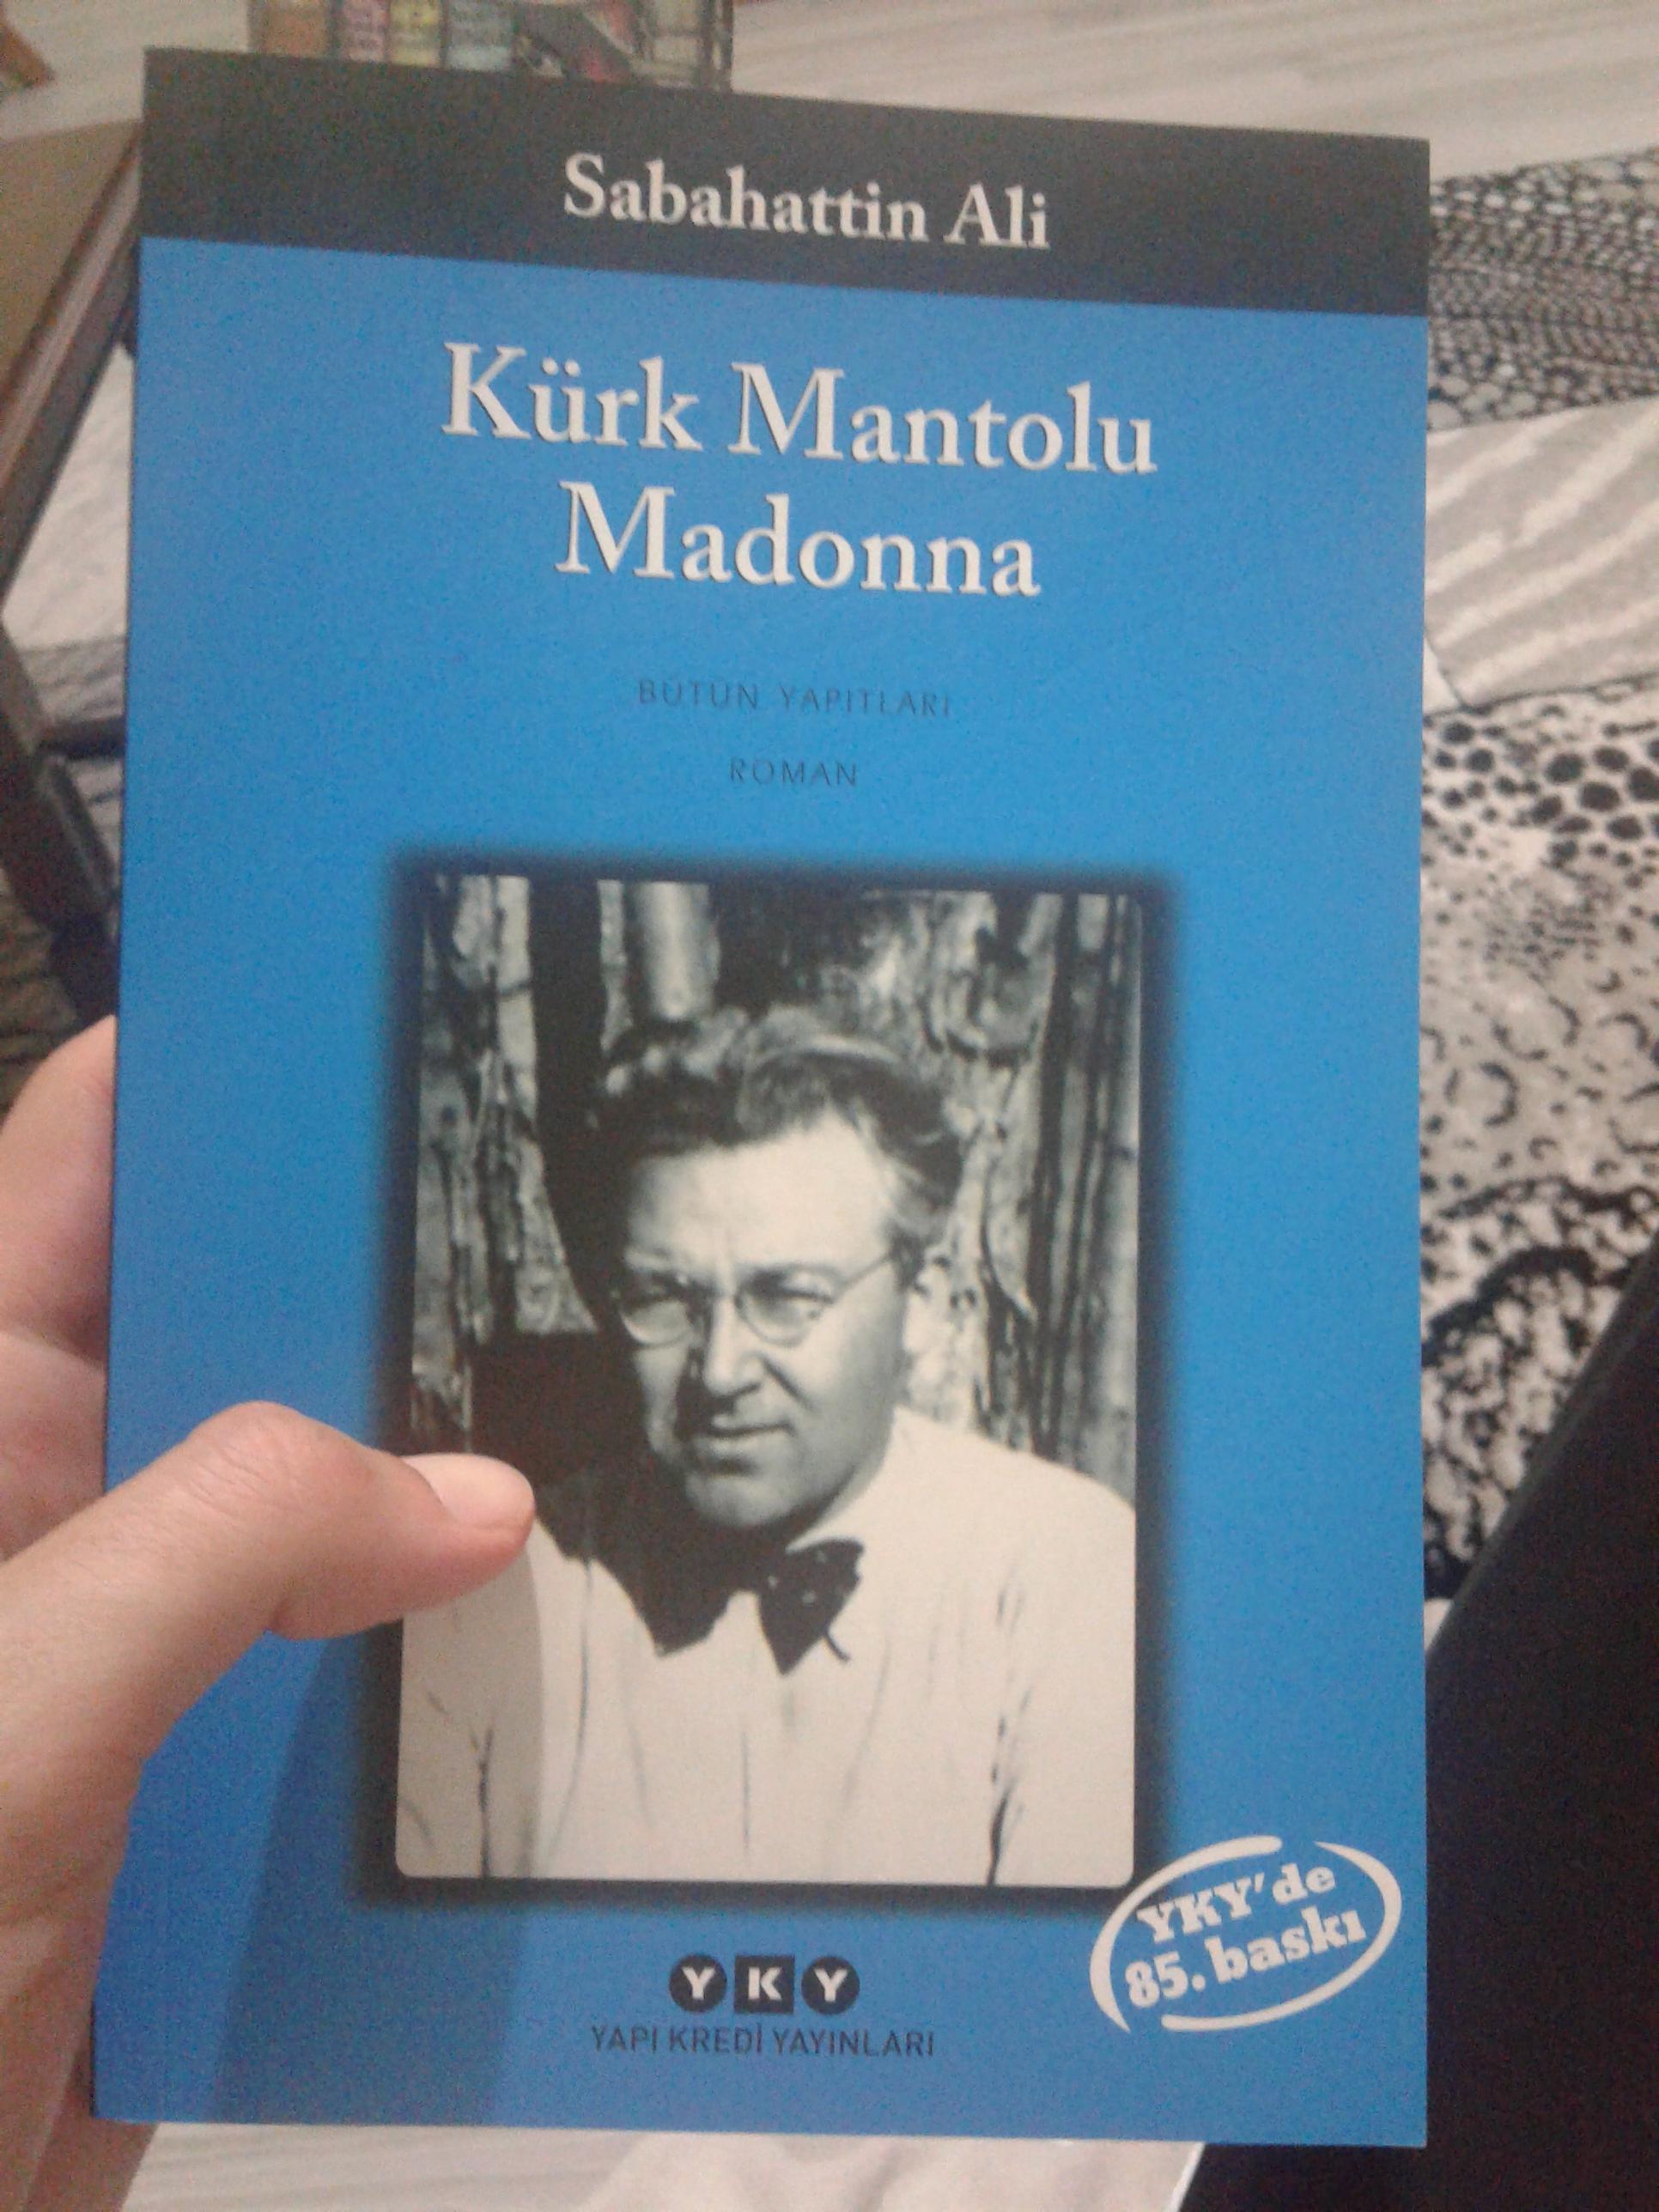 Sabahattin Ali
Kürk Mantolu
Madonna
BÜTÜN YAPITLARI
ROMAN
YKY'de
85. baskı
YKY
YAPI KREDİ YAYINLARI